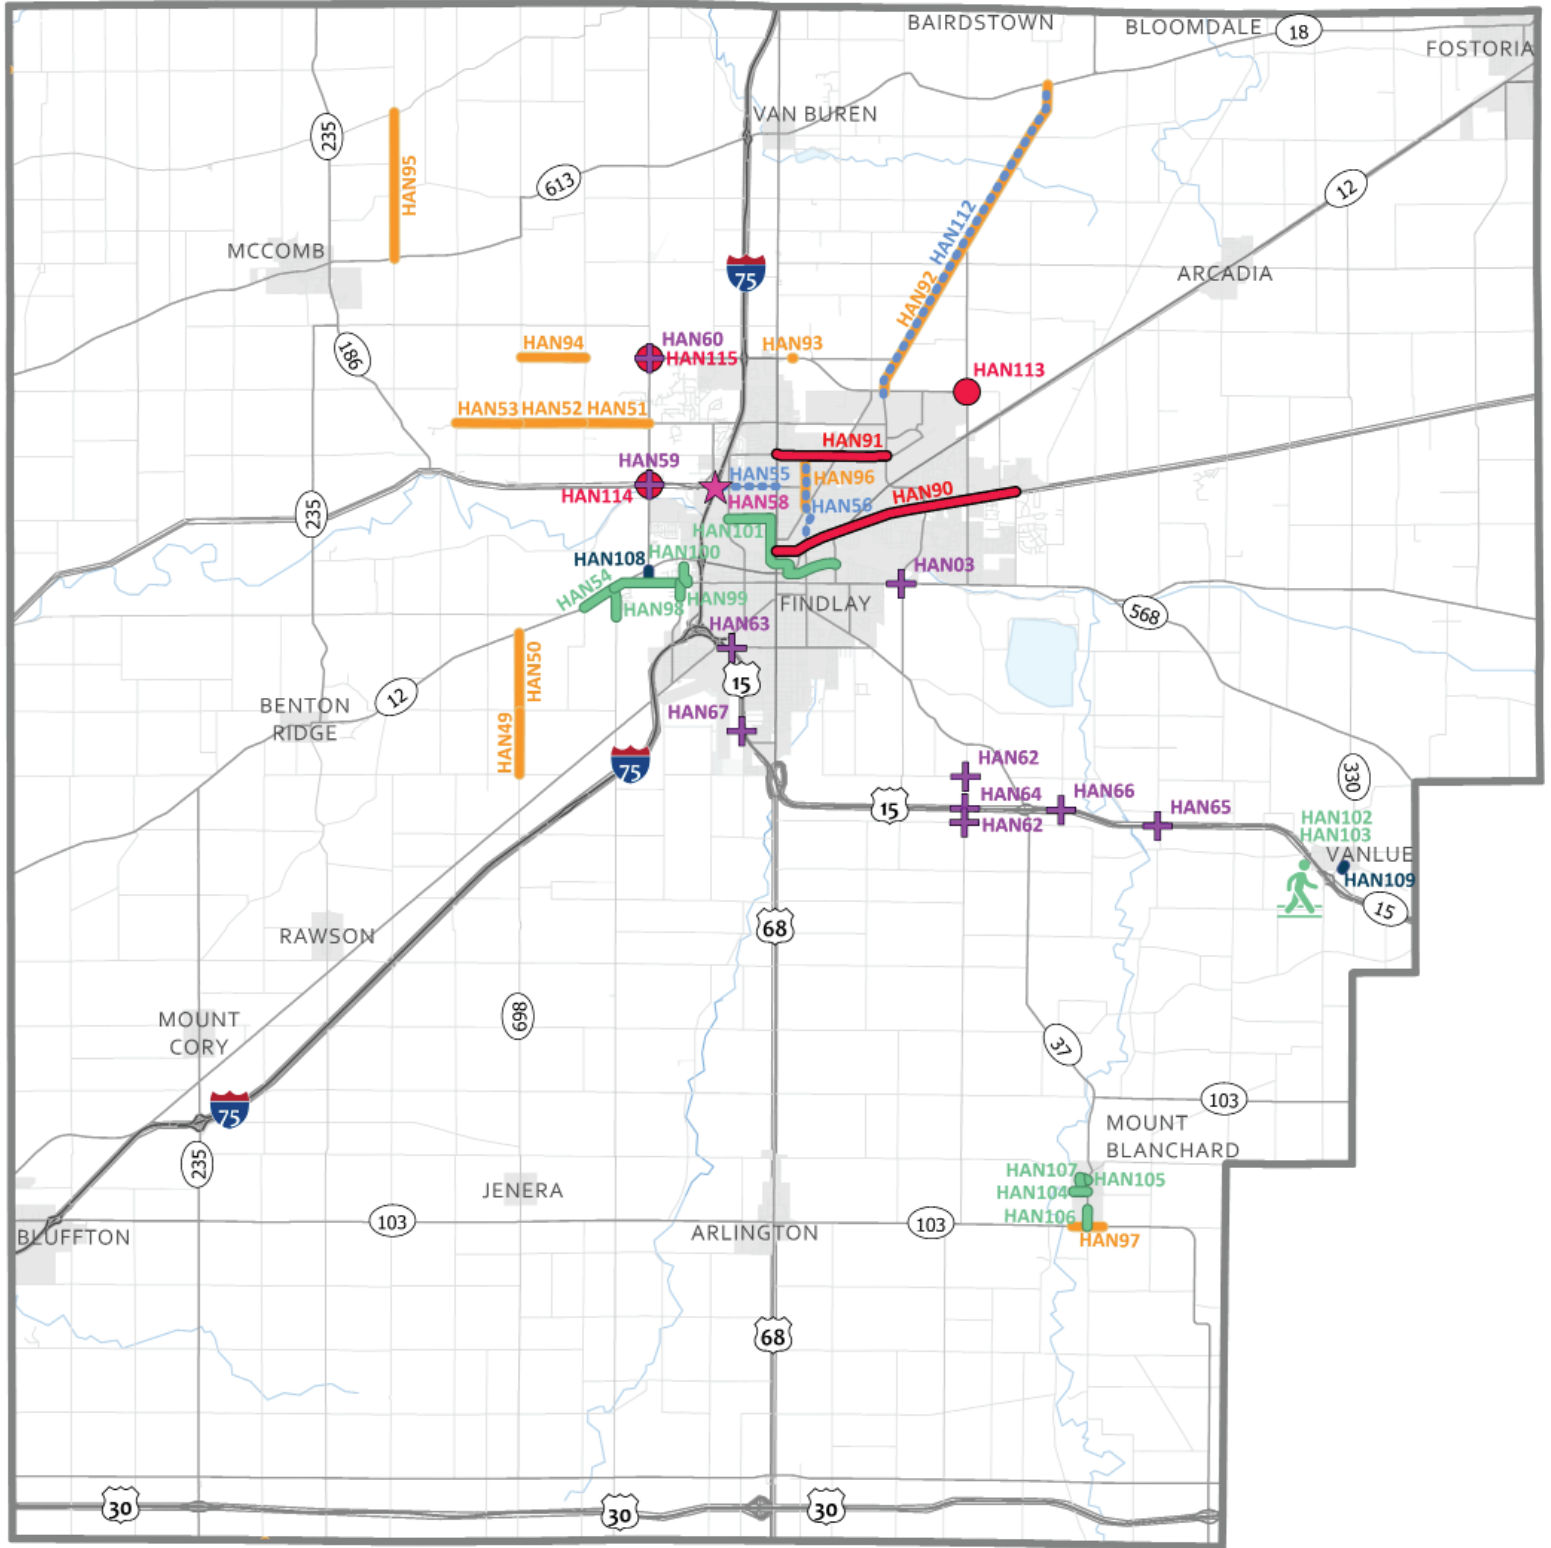 BAIRDSTOWN
BLOOMDALE
18
FOSTORIA
VAN BUREN
235
HAN95
613
12
HAN112
MCCOMB
75
ARCADIA
HAN92
186
HAN94
HAN60
HAN115
HAN93
HAN113
HAN53
HAN52
HAN51
HAN91
HAN59
HAN114
HAN55
HAN96
HAN58
HAN56
HAN90
235
HAN101
HAN108
HAN100
HAN03
HAN54
HAN98
HAN99
FINDLAY
568
HAN63
HAN50
15
12
BENTON
RIDGE
HAN67
HAN49
75
HAN62
330
HAN64
HAN66
15
HAN65
HAN62
HAN102
HAN103
VANLUE
HAN109
15
68
RAWSON
698
MOUNT
CORY
37
75
103
MOUNT
BLANCHARD
235
HAN107
HAN105
JENERA
HAN104
HAN106
103
103
BLUFFTON
ARLINGTON
HAN97
68
30
30
30